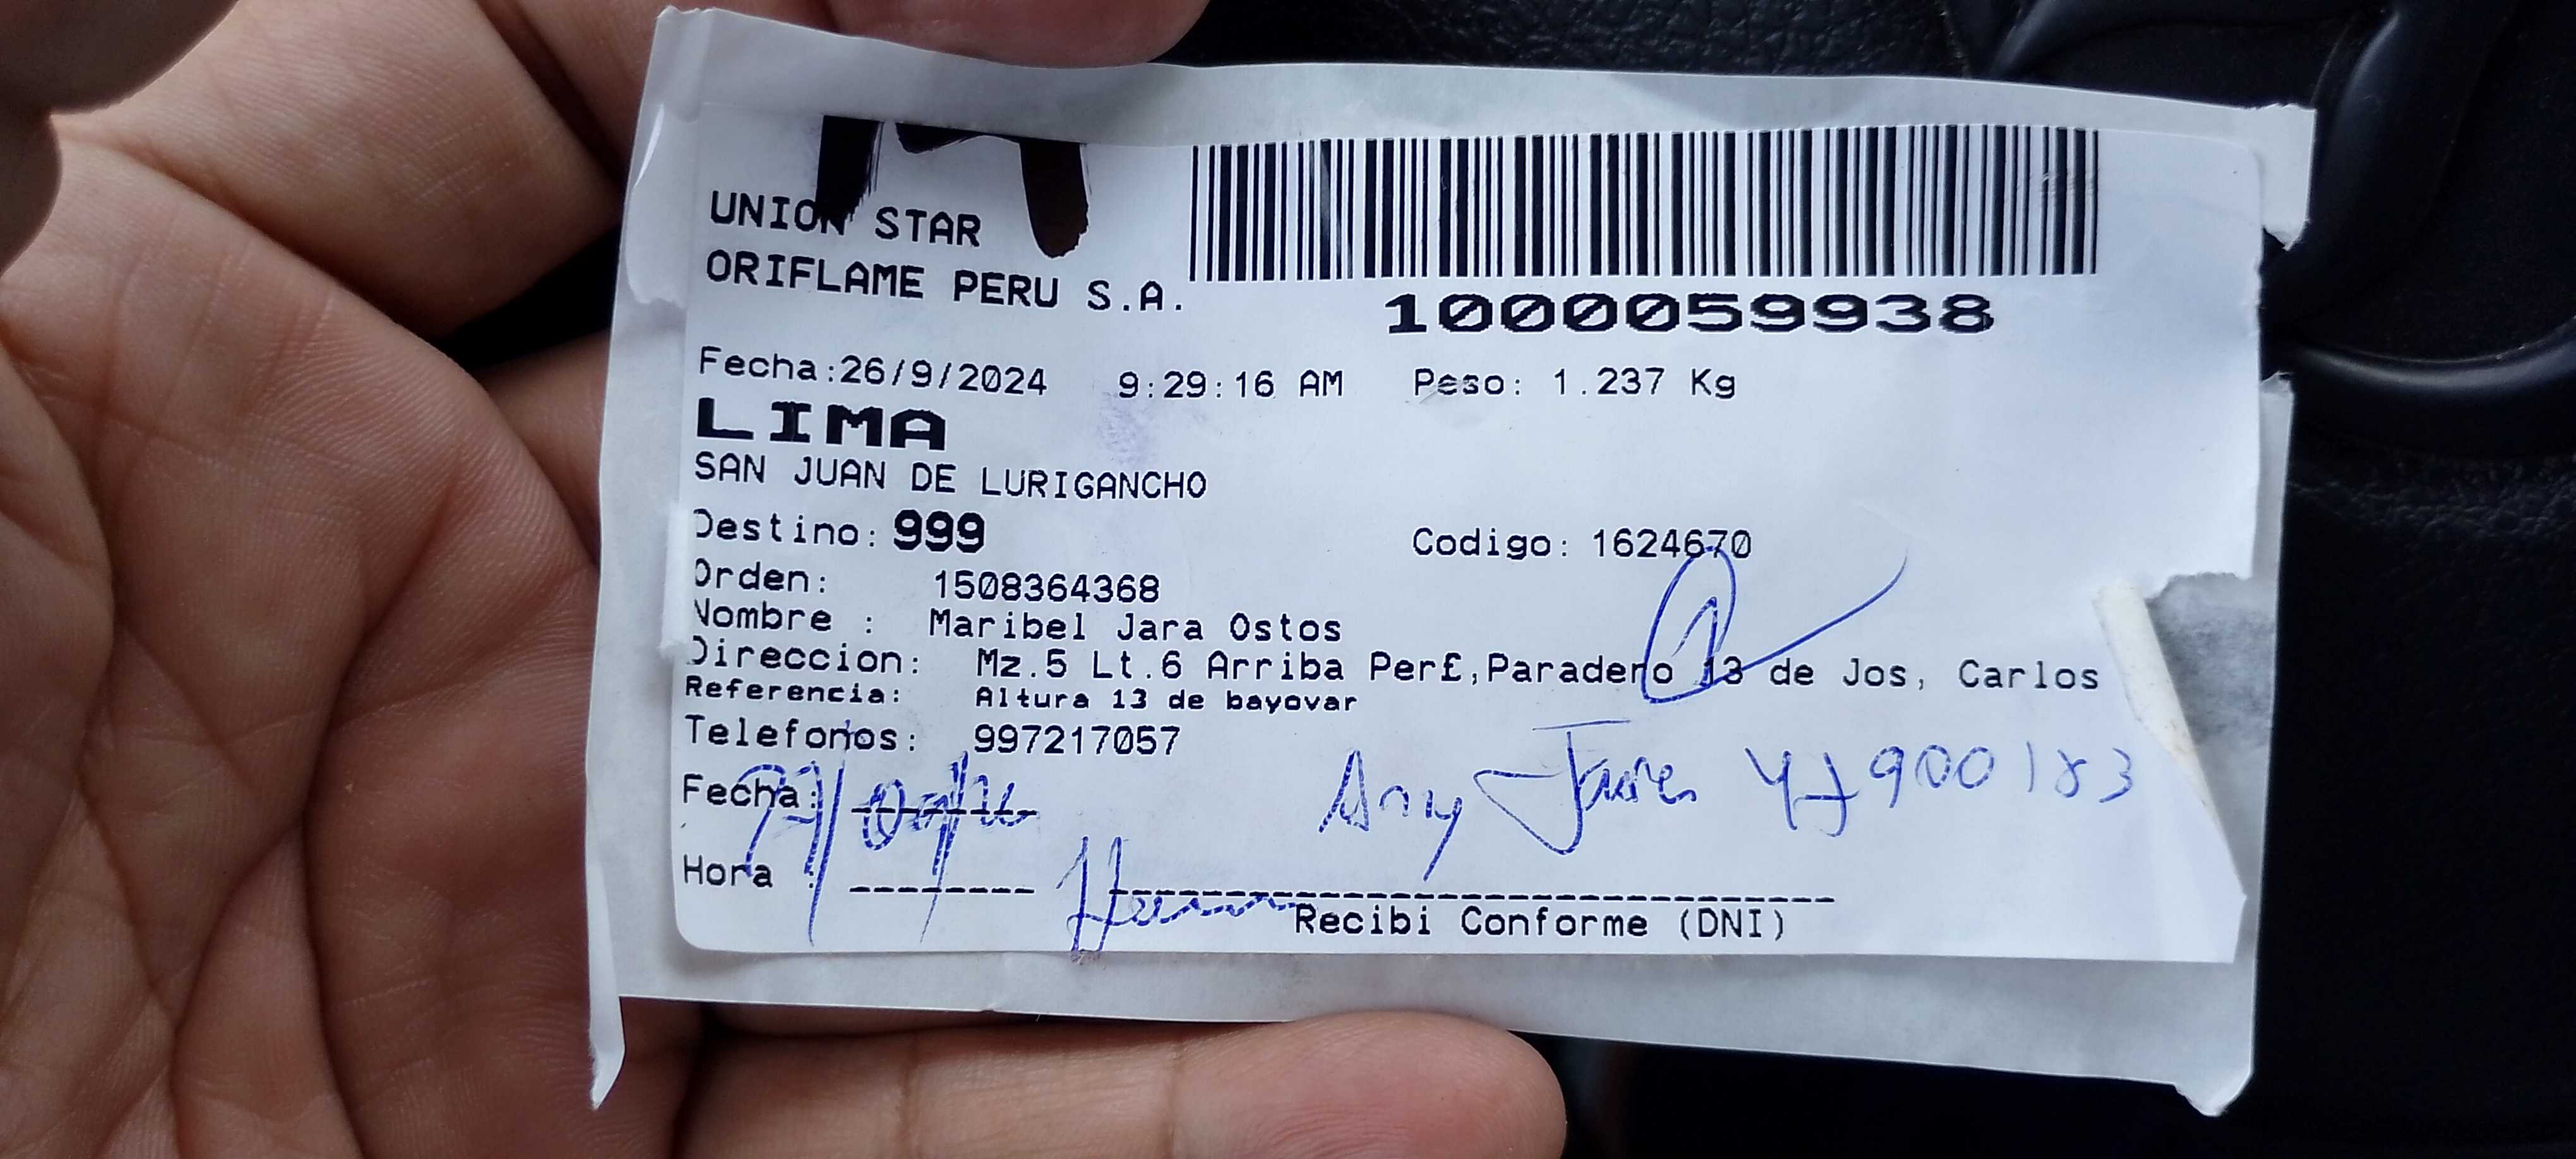 UNION STAR
ORIFLAME PERU S.A.
1000059938
Fecha:26/9/2024 9:29:16 AM Peso: 1.237 Kg
LIMA
SAN JUAN DE LURIGANCHO
Destino: 999 Codigo: 1624670
Orden: 1508364368
Nombre : Maribel Jara Ostos
Direccion: Mz.5 Lt.6 Arriba Per£,Paradero 13 de Jos, Carlos
Referencia: Altura 13 de bayovar
Telefonos: 997217057
Fecha:
Any
Hora :
Recibi Conforme (DNI)